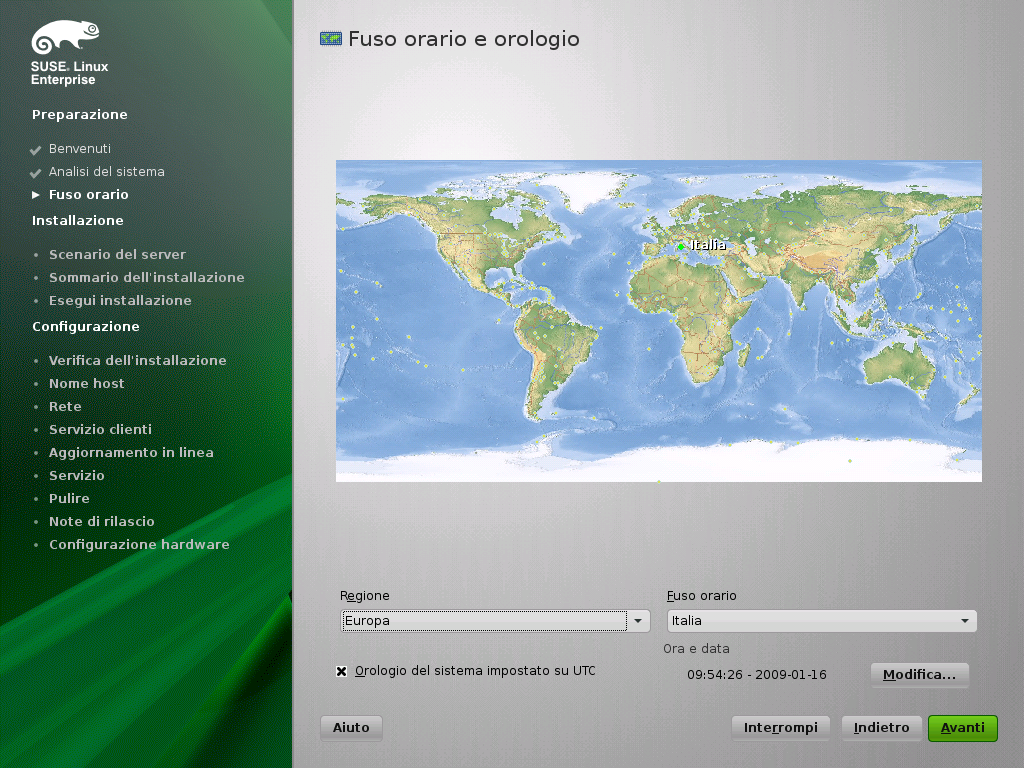 SUSE. Linux
Enterprise
Preparazione
Benvenuti
Analisi del sistema
Fuso orario
Installazione
Scenario del server
Sommario dell'installazione
Esegui installazione
Configurazione
Verifica dell'installazione
Nome host
Rete
Servizio clienti
Aggiornamento in linea
Servizio
Pulire
Note di rilascio
Configurazione hardware
Fuso orario e orologio
Italia
Regione
Fuso orario
Europa
Italia
Ora e data
Orologio del sistema impostato su UTC
09:54:26 - 2009-01-16
Modifica...
Aiuto
Interrompi
Indietro
Avanti